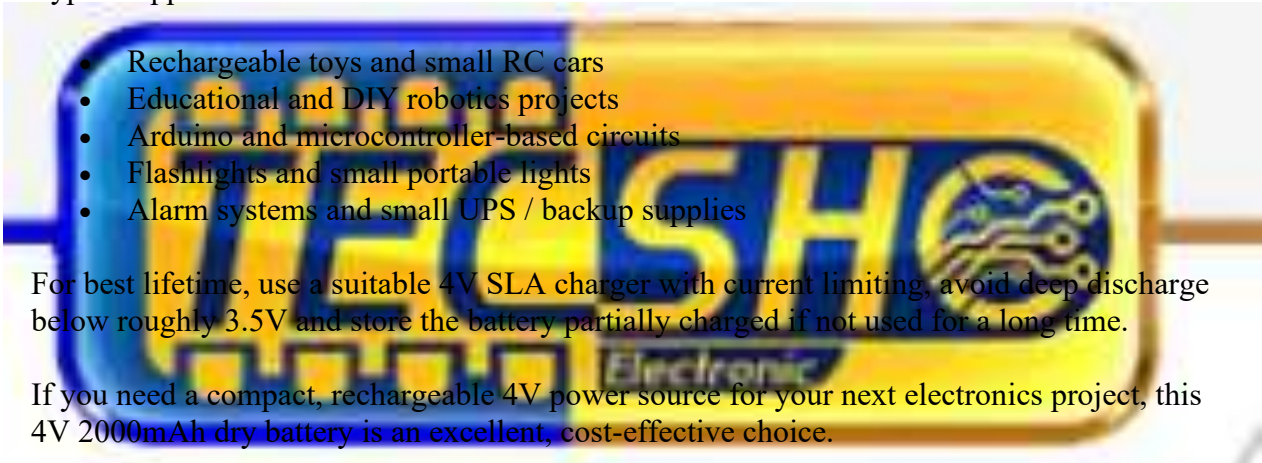 • Rechargeable toys and small RC cars
• Educational and DIY robotics projects
• Arduino and microcontroller-based circuits
• Flashlights and small portable lights
• Alarm systems and small UPS / backup supplies
For best lifetime, use a suitable 4V SLA charger with current limiting, avoid deep discharge
below roughly 3.5V and store the battery partially charged if not used for a long time.
If you need a compact, rechargeable 4V power source for your next electronics project, this
4V 2000mAh dry battery is an excellent, cost-effective choice.
Electronic